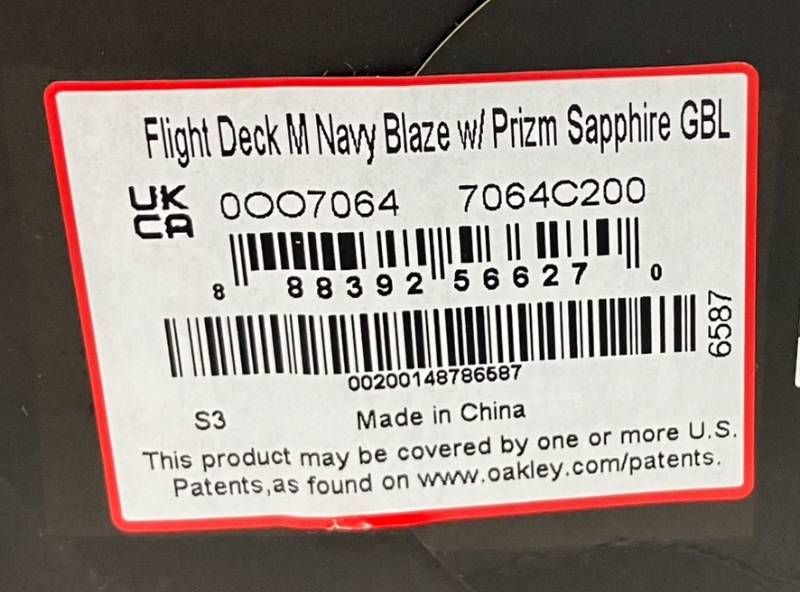 Flight Deck M Navy Blaze w/ Prizm Sapphire GBL
UK
CA
0OO7064 7064C200
8 88392 56627 0
00200148786587
6587
S3 Made in China
This product may be covered by one or more U.S.
Patents,as found on www.oakley.com/patents.